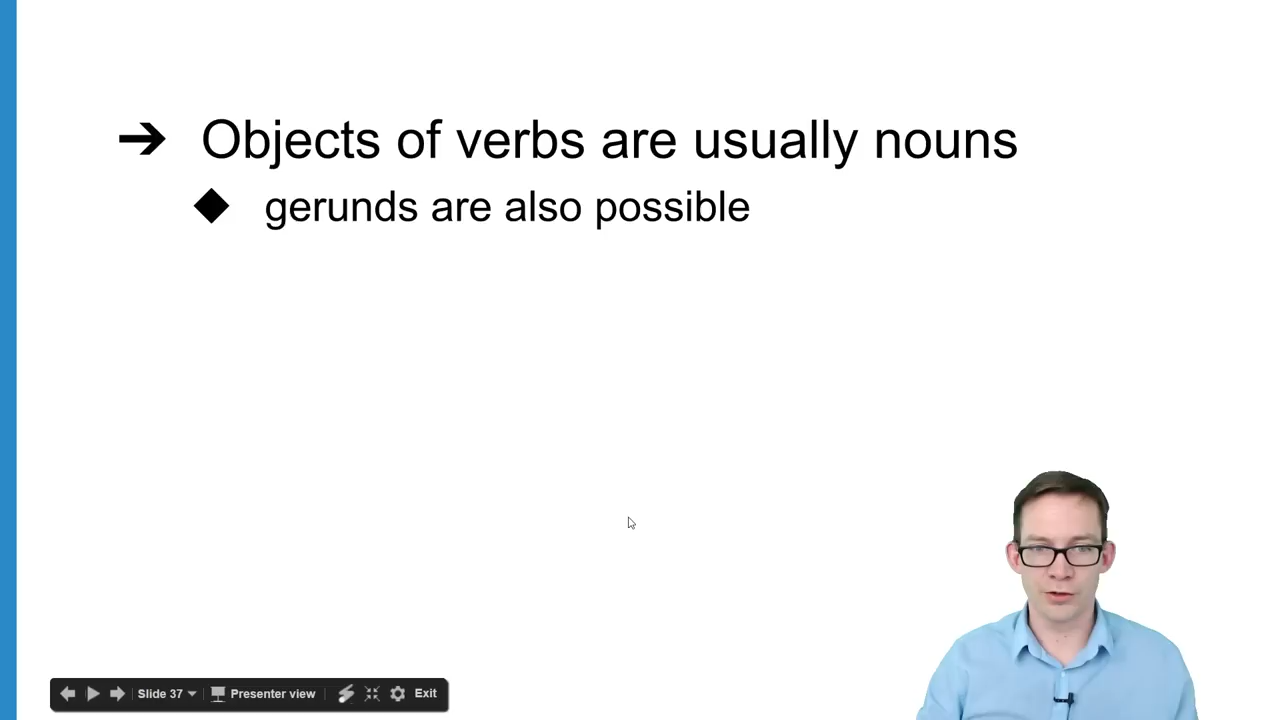 ➔ Objects of verbs are usually nouns
◆ gerunds are also possible
Slide 37 Presenter view Exit